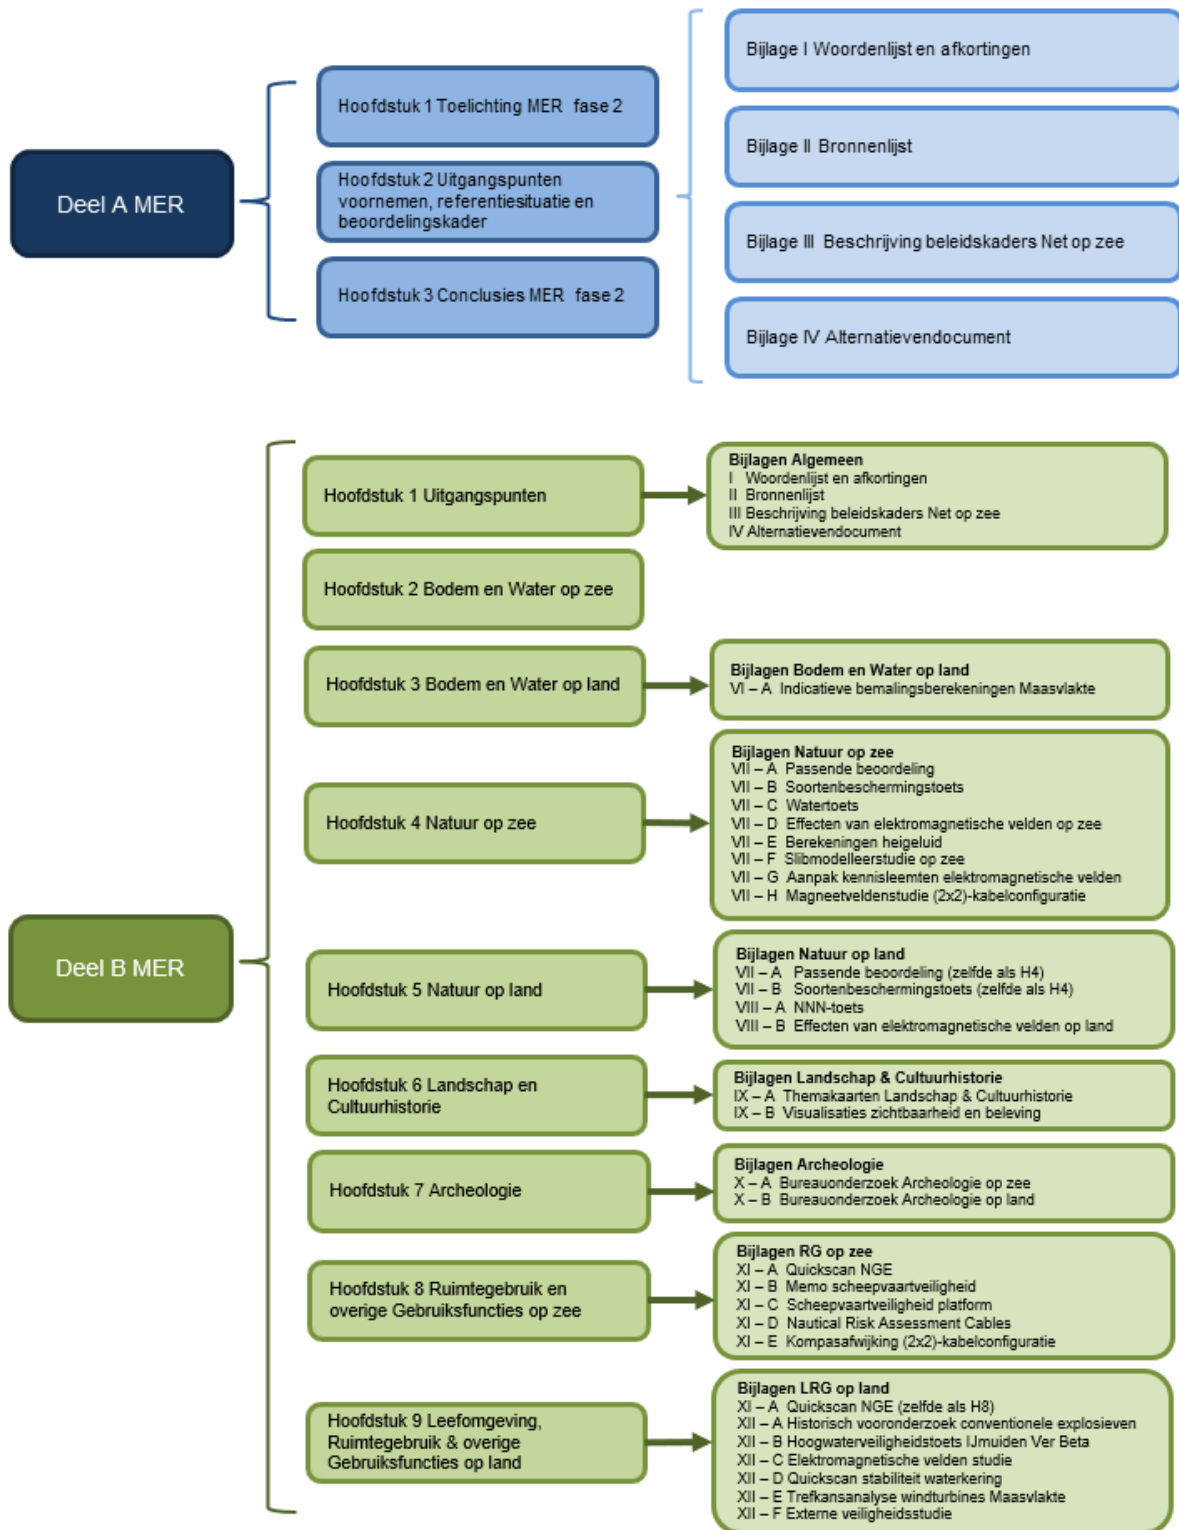 Deel A MER
Hoofdstuk 1 Toelichting MER fase 2
Hoofdstuk 2 Uitgangspunten
voornemen, referentiesituatie en
beoordelingskader
Hoofdstuk 3 Conclusies MER fase 2
Bijlage I Woordenlijst en afkortingen
Bijlage II Bronnenlijst
Bijlage III Beschrijving beleidskaders Net op zee
Bijlage IV Alternatievendocument
Deel B MER
Hoofdstuk 1 Uitgangspunten
Bijlagen Algemeen
I Woordenlijst en afkortingen
II Bronnenlijst
III Beschrijving beleidskaders Net op zee
IV Alternatievendocument
Hoofdstuk 2 Bodem en Water op zee
Hoofdstuk 3 Bodem en Water op land
Bijlagen Bodem en Water op land
VI – A Indicatieve bemalingsberekeningen Maasvlakte
Hoofdstuk 4 Natuur op zee
Bijlagen Natuur op zee
VII – A Passende beoordeling
VII – B Soortenbeschermingstoets
VII – C Watertoets
VII – D Effecten van elektromagnetische velden op zee
VII – E Berekeningen heigeluid
VII – F Slibmodelleerstudie op zee
VII – G Aanpak kennisleemten elektromagnetische velden
VII – H Magneetveldenstudie (2x2)-kabelconfiguratie
Hoofdstuk 5 Natuur op land
Bijlagen Natuur op land
VII – A Passende beoordeling (zelfde als H4)
VII – B Soortenbeschermingstoets (zelfde als H4)
VIII – A NNN-toets
VIII – B Effecten van elektromagnetische velden op land
Hoofdstuk 6 Landschap en
Cultuurhistorie
Bijlagen Landschap & Cultuurhistorie
IX – A Themakaarten Landschap & Cultuurhistorie
IX – B Visualisaties zichtbaarheid en beleving
Hoofdstuk 7 Archeologie
Bijlagen Archeologie
X – A Bureauonderzoek Archeologie op zee
X – B Bureauonderzoek Archeologie op land
Hoofdstuk 8 Ruimtegebruik en
overige Gebruiksfuncties op zee
Bijlagen RG op zee
XI – A Quickscan NGE
XI – B Memo scheepvaartveiligheid
XI – C Scheepvaartveiligheid platform
XI – D Nautical Risk Assessment Cables
XI – E Kompasafwijking (2x2)-kabelconfiguratie
Hoofdstuk 9 Leefomgeving,
Ruimtegebruik & overige
Gebruiksfuncties op land
Bijlagen LRG op land
XI – A Quickscan NGE (zelfde als H8)
XII – A Historisch vooronderzoek conventionele explosieven
XII – B Hoogwaterveiligheidstoets IJmuiden Ver Beta
XII – C Elektromagnetische velden studie
XII – D Quickscan stabiliteit waterkering
XII – E Trefkansanalyse windturbines Maasvlakte
XII – F Externe veiligheidsstudie